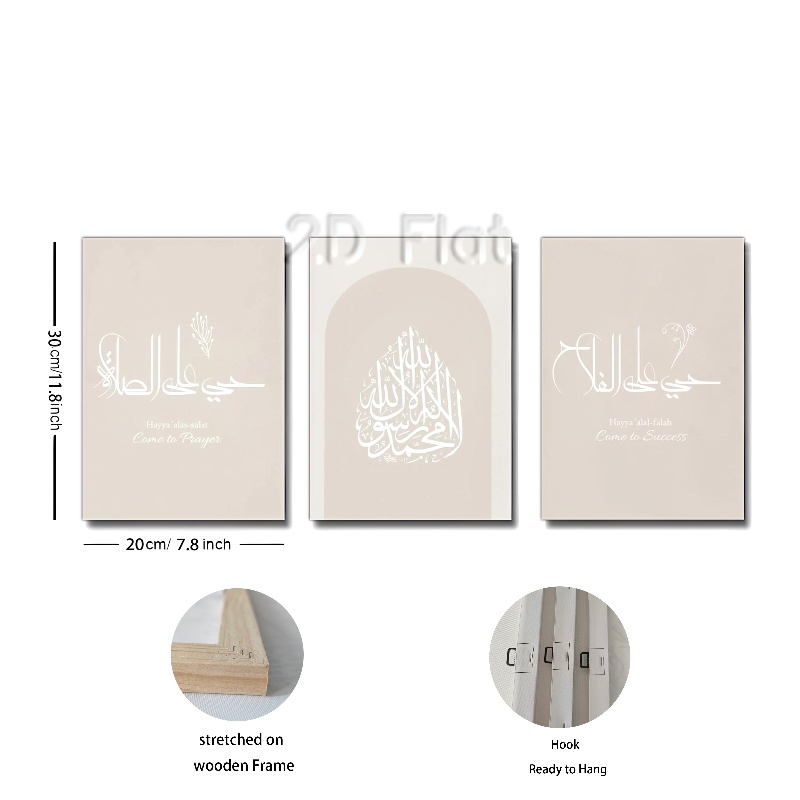 2D Flat
حي على الصلاة
Hayya 'alas-salat
Come to Prayer
لا إله إلا الله
محمد رسول الله
حي على الفلاح
Hayya 'alal-falah
Come to Success
30cm/11.8inch
20cm/ 7.8 inch
stretched on
wooden Frame
Hook
Ready to Hang